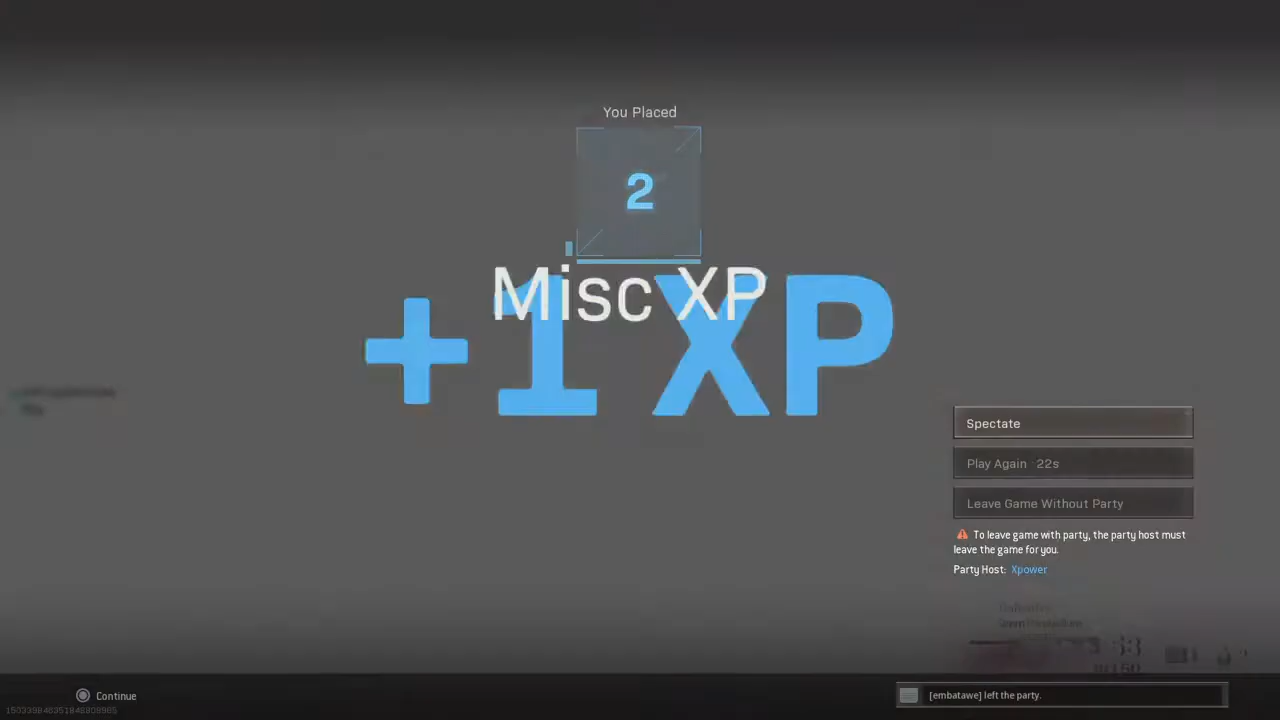 You Placed
2
Misc XP
+1 XP
Spectate
Play Again 22s
Leave Game Without Party
To leave game with party, the party host must
leave the game for you.
Party Host: Xpower
Continue
[embatawe] left the party.